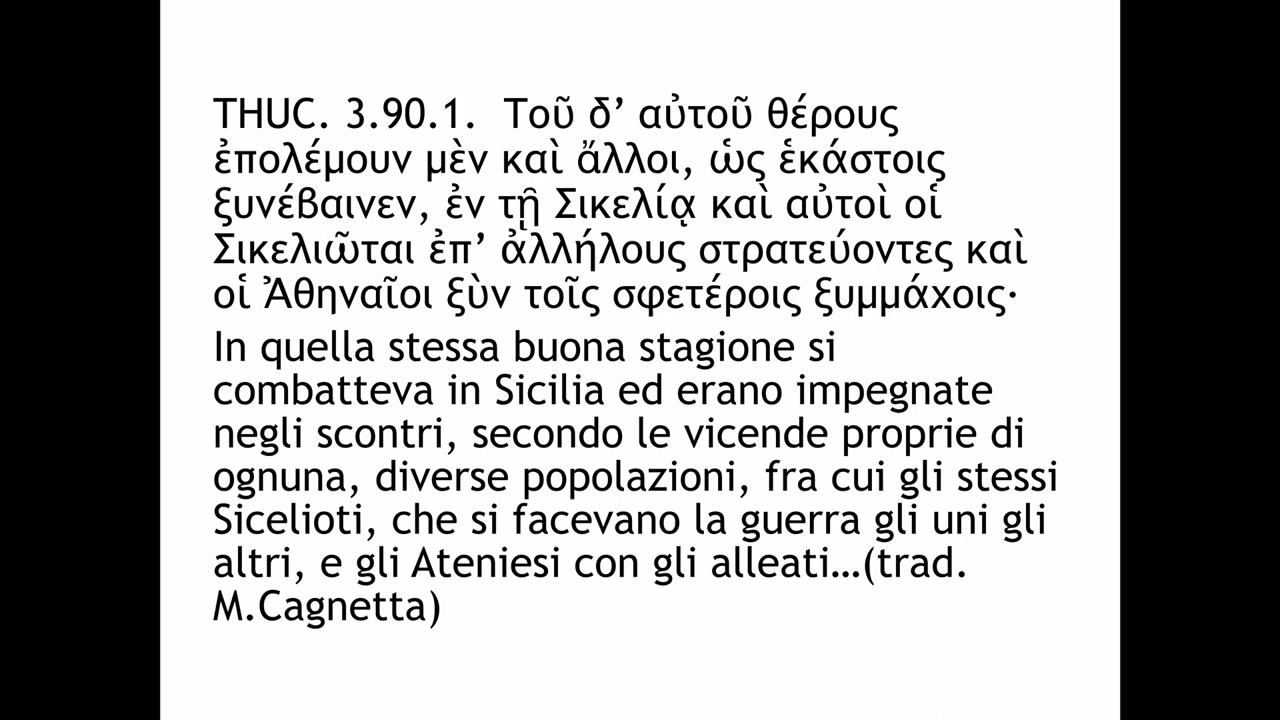 THUC. 3.90.1.  Τοῦ δ’ αὐτοῦ θέρους
ἐπολέμουν μὲν καὶ ἄλλοι, ὡς ἑκάστοις
ξυνέβαινεν, ἐν τῇ Σικελίᾳ καὶ αὐτοὶ οἱ
Σικελιῶται ἐπ’ ἀλλήλους στρατεύοντες καὶ
οἱ Ἀθηναῖοι ξὺν τοῖς σφετέροις ξυμμάχοις·
In quella stessa buona stagione si
combatteva in Sicilia ed erano impegnate
negli scontri, secondo le vicende proprie di
ognuna, diverse popolazioni, fra cui gli stessi
Sicelioti, che si facevano la guerra gli uni gli
altri, e gli Ateniesi con gli alleati…(trad.
M.Cagnetta)